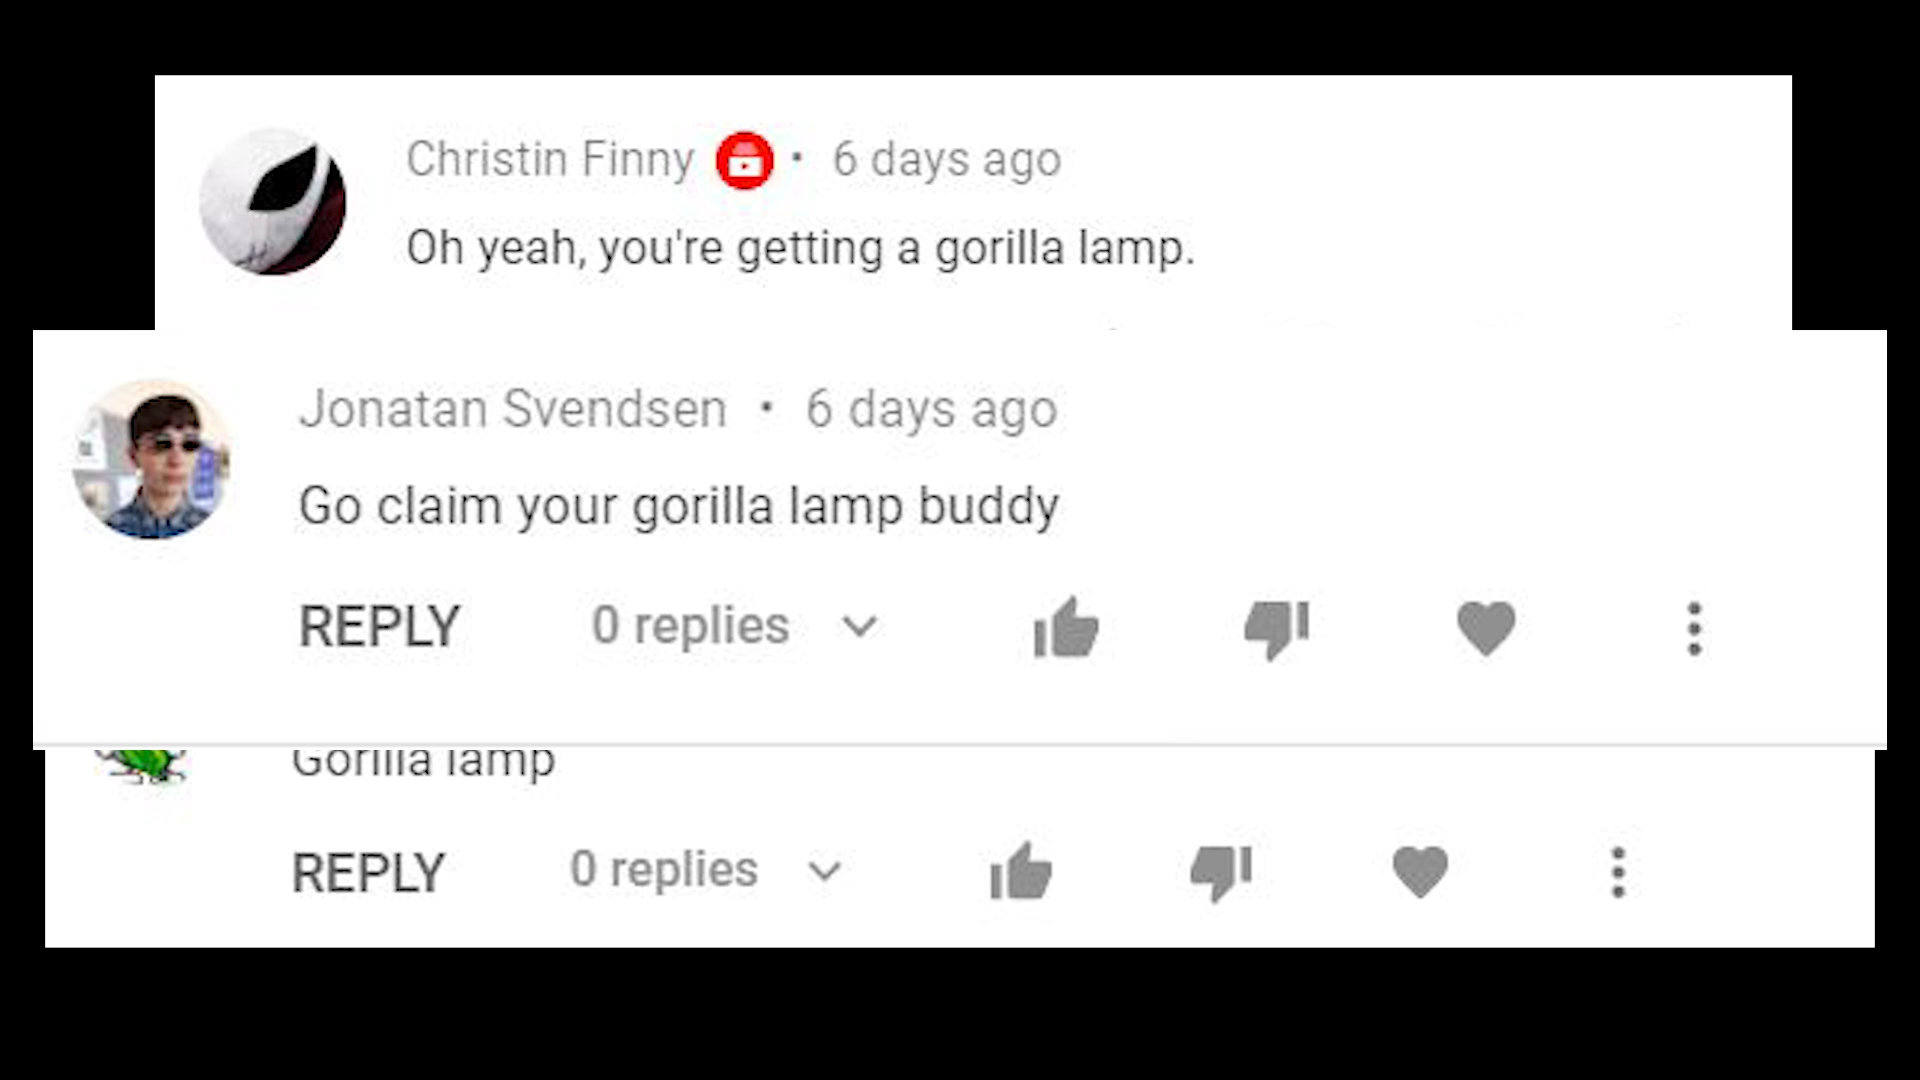 Christin Finny • 6 days ago
Oh yeah, you're getting a gorilla lamp.
Jonatan Svendsen • 6 days ago
Go claim your gorilla lamp buddy
REPLY 0 replies
Gorilla lamp
REPLY 0 replies